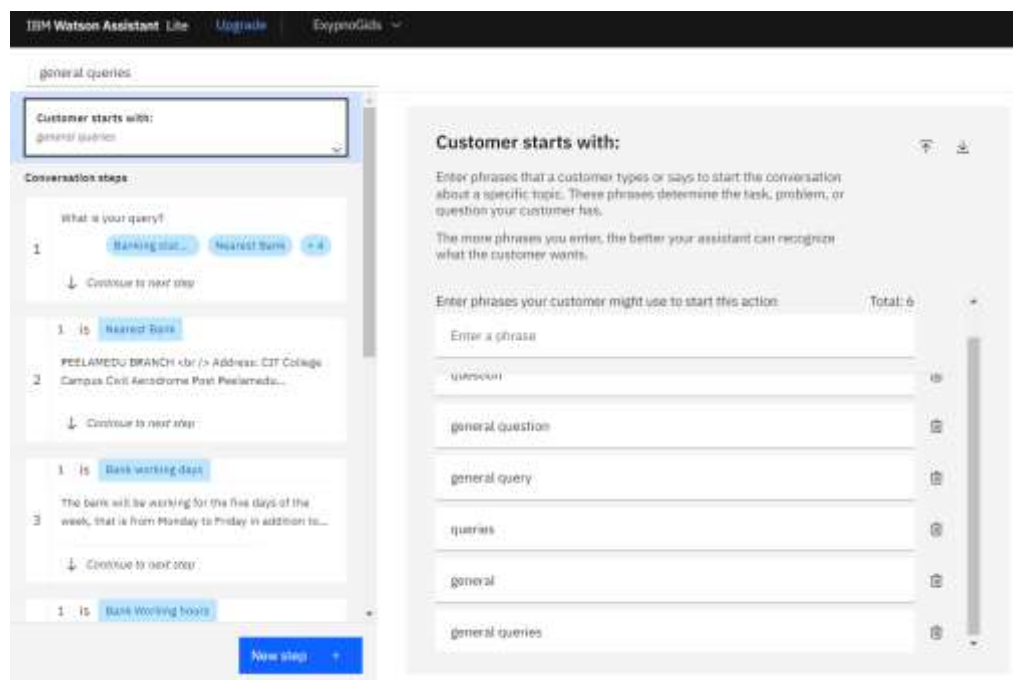 IBM Watson Assistant Lite Upgrade ExypnoGids
general queries
Customer starts with:
general queries
Conversation steps
What is your query?
1
Banking stat... Nearest Bank + 4
Continue to next step
1 is Nearest Bank
PEELAMEDU BRANCH <br /> Address: CIT College
2 Campus Civil Aerodrome Post Peelamedu...
Continue to next step
1 is Bank working days
The bank will be working for the five days of the
3 week, that is from Monday to Friday in addition to...
Continue to next step
1 is Bank Working hours
New step +
Customer starts with:
Enter phrases that a customer types or says to start the conversation
about a specific topic. These phrases determine the task, problem, or
question your customer has.
The more phrases you enter, the better your assistant can recognize
what the customer wants.
Enter phrases your customer might use to start this action Total: 6
Enter a phrase
question
general question
general query
queries
general
general queries